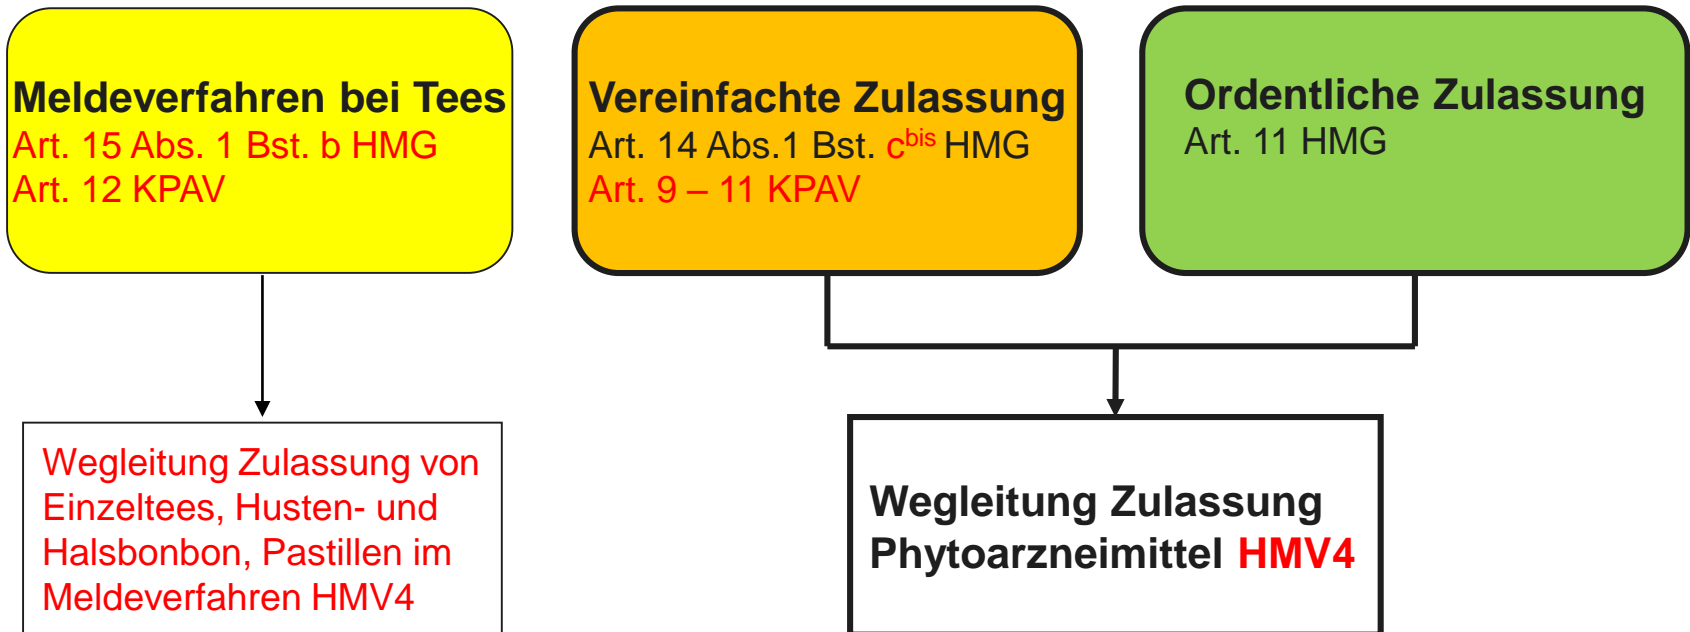 Meldeverfahren bei Tees
Art. 15 Abs. 1 Bst. b HMG
Art. 12 KPAV
Vereinfachte Zulassung
Art. 14 Abs.1 Bst. cbis HMG
Art. 9 – 11 KPAV
Ordentliche Zulassung
Art. 11 HMG
Wegleitung Zulassung von
Einzeltees, Husten- und
Halsbonbon, Pastillen im
Meldeverfahren HMV4
Wegleitung Zulassung
Phytoarzneimittel HMV4